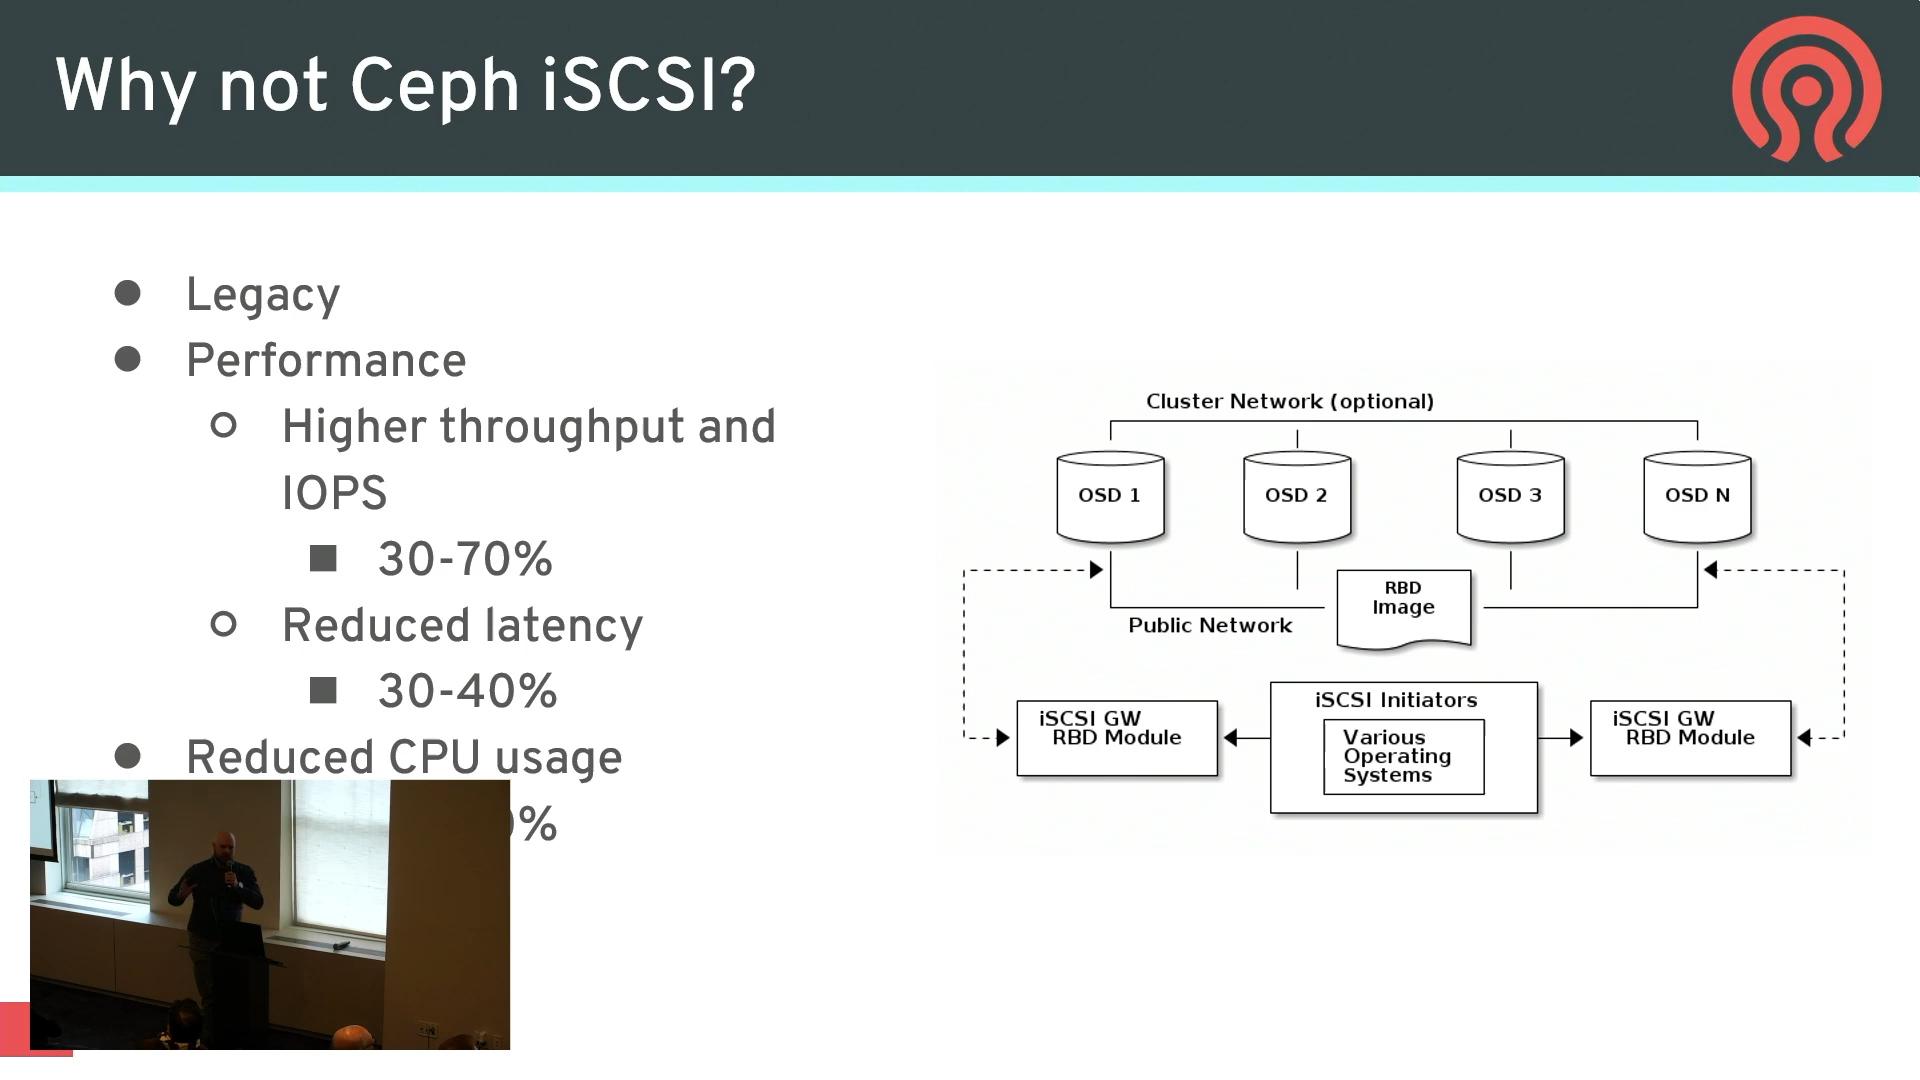 Why not Ceph iSCSI?
Legacy
Performance
Higher throughput and
IOPS
30-70%
Reduced latency
30-40%
Reduced CPU usage
Cluster Network (optional)
OSD 1
OSD 2
OSD 3
OSD N
RBD
Image
Public Network
iSCSI Initiators
iSCSI GW
RBD Module
Various
Operating
Systems
iSCSI GW
RBD Module